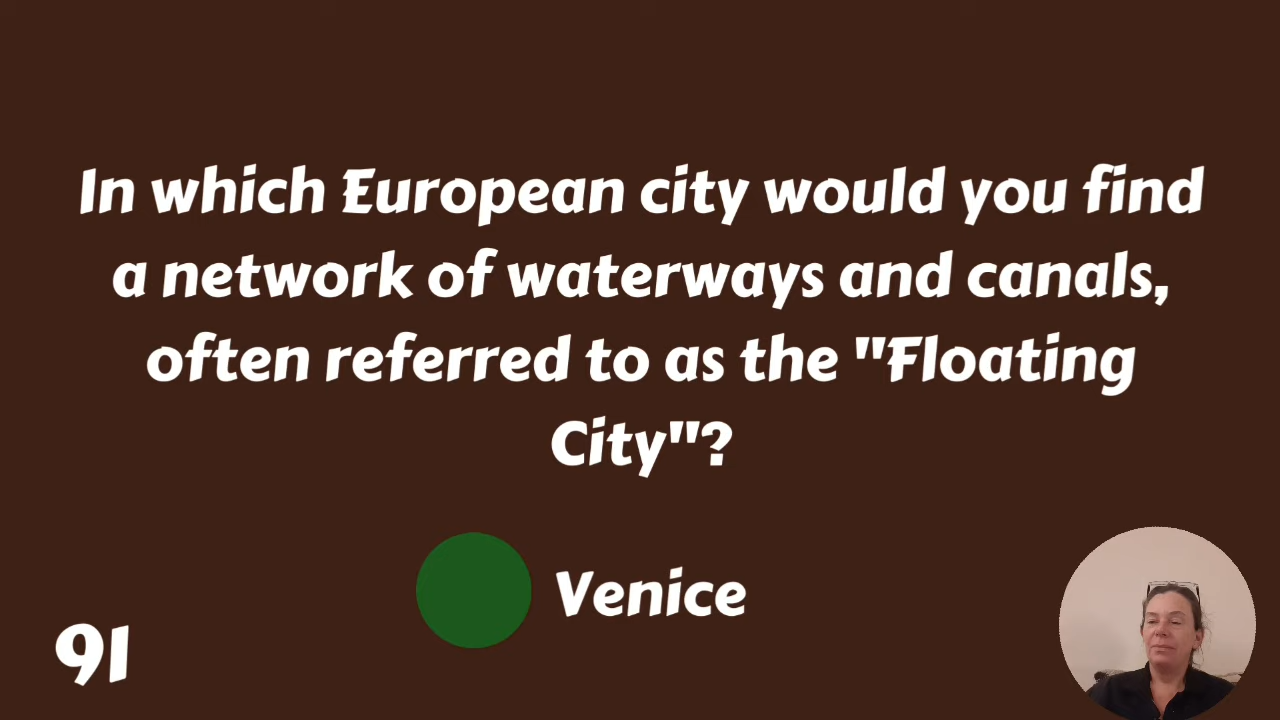 In which European city would you find
a network of waterways and canals,
often referred to as the "Floating
City"?
Venice
91